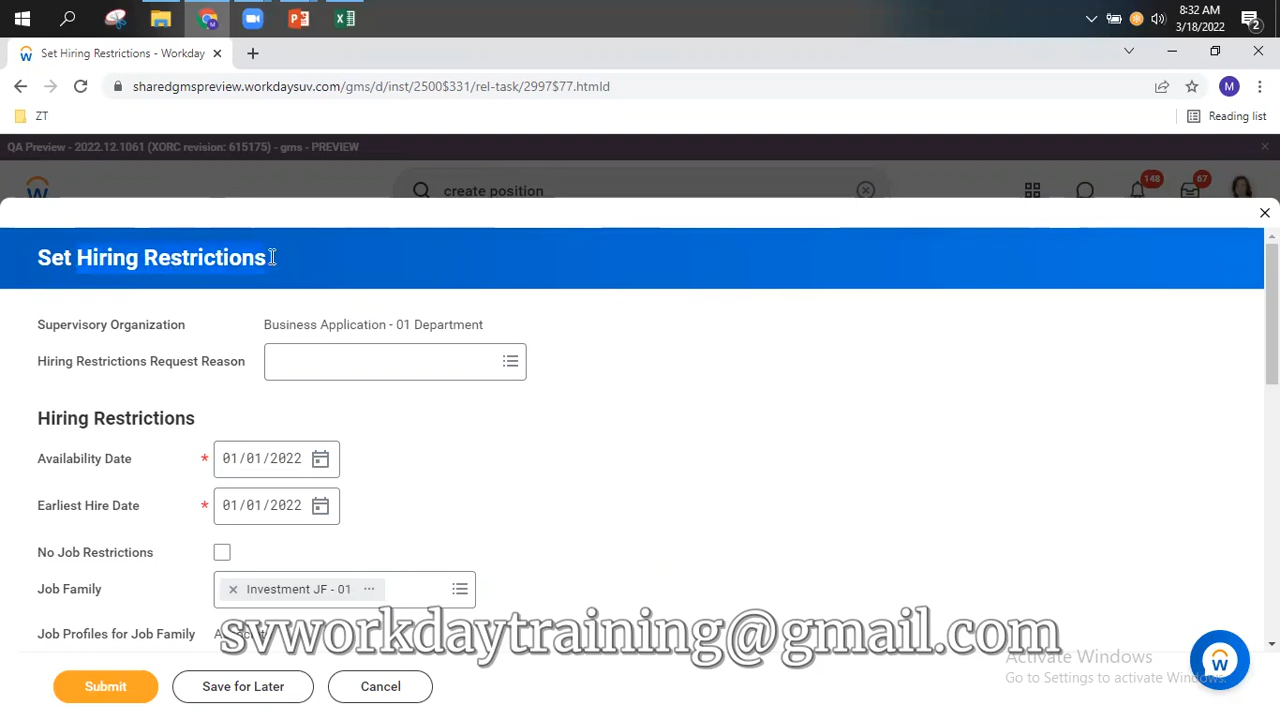 8:32 AM
3/18/2022
2
Set Hiring Restrictions - Workday
sharedgmspreview.workdaysuv.com/gms/d/inst/2500$331/rel-task/2997$77.htmld
M
ZT
Reading list
QA Preview - 2022.12.1061 (XORC revision: 615175) - gms - PREVIEW
create position
148
67
Set Hiring Restrictions
Supervisory Organization
Business Application - 01 Department
Hiring Restrictions Request Reason
Hiring Restrictions
Availability Date * 01/01/2022
Earliest Hire Date * 01/01/2022
No Job Restrictions
Job Family
Investment JF - 01
Job Profiles for Job Family
svworkdaytraining@gmail.com
Activate Windows
Go to Settings to activate Windows.
Submit
Save for Later
Cancel